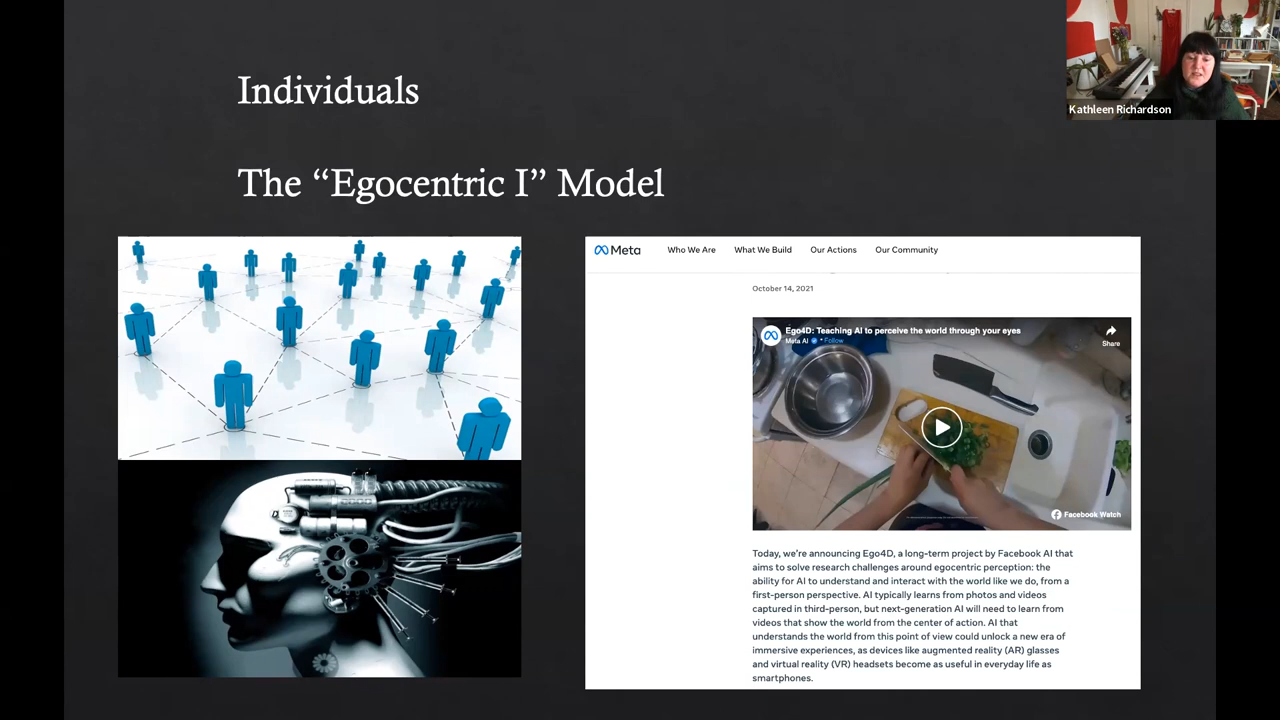 Individuals
The “Egocentric I” Model
Kathleen Richardson
Meta
Who We Are What We Build Our Actions Our Community
October 14, 2021
Ego4D: Teaching AI to perceive the world through your eyes
Meta AI • Follow
Share
Facebook Watch
Today, we're announcing Ego4D, a long-term project by Facebook AI that
aims to solve research challenges around egocentric perception: the
ability for AI to understand and interact with the world like we do, from a
first-person perspective. AI typically learns from photos and videos
captured in third-person, but next-generation AI will need to learn from
videos that show the world from the center of action. AI that
understands the world from this point of view could unlock a new era of
immersive experiences, as devices like augmented reality (AR) glasses
and virtual reality (VR) headsets become as useful in everyday life as
smartphones.